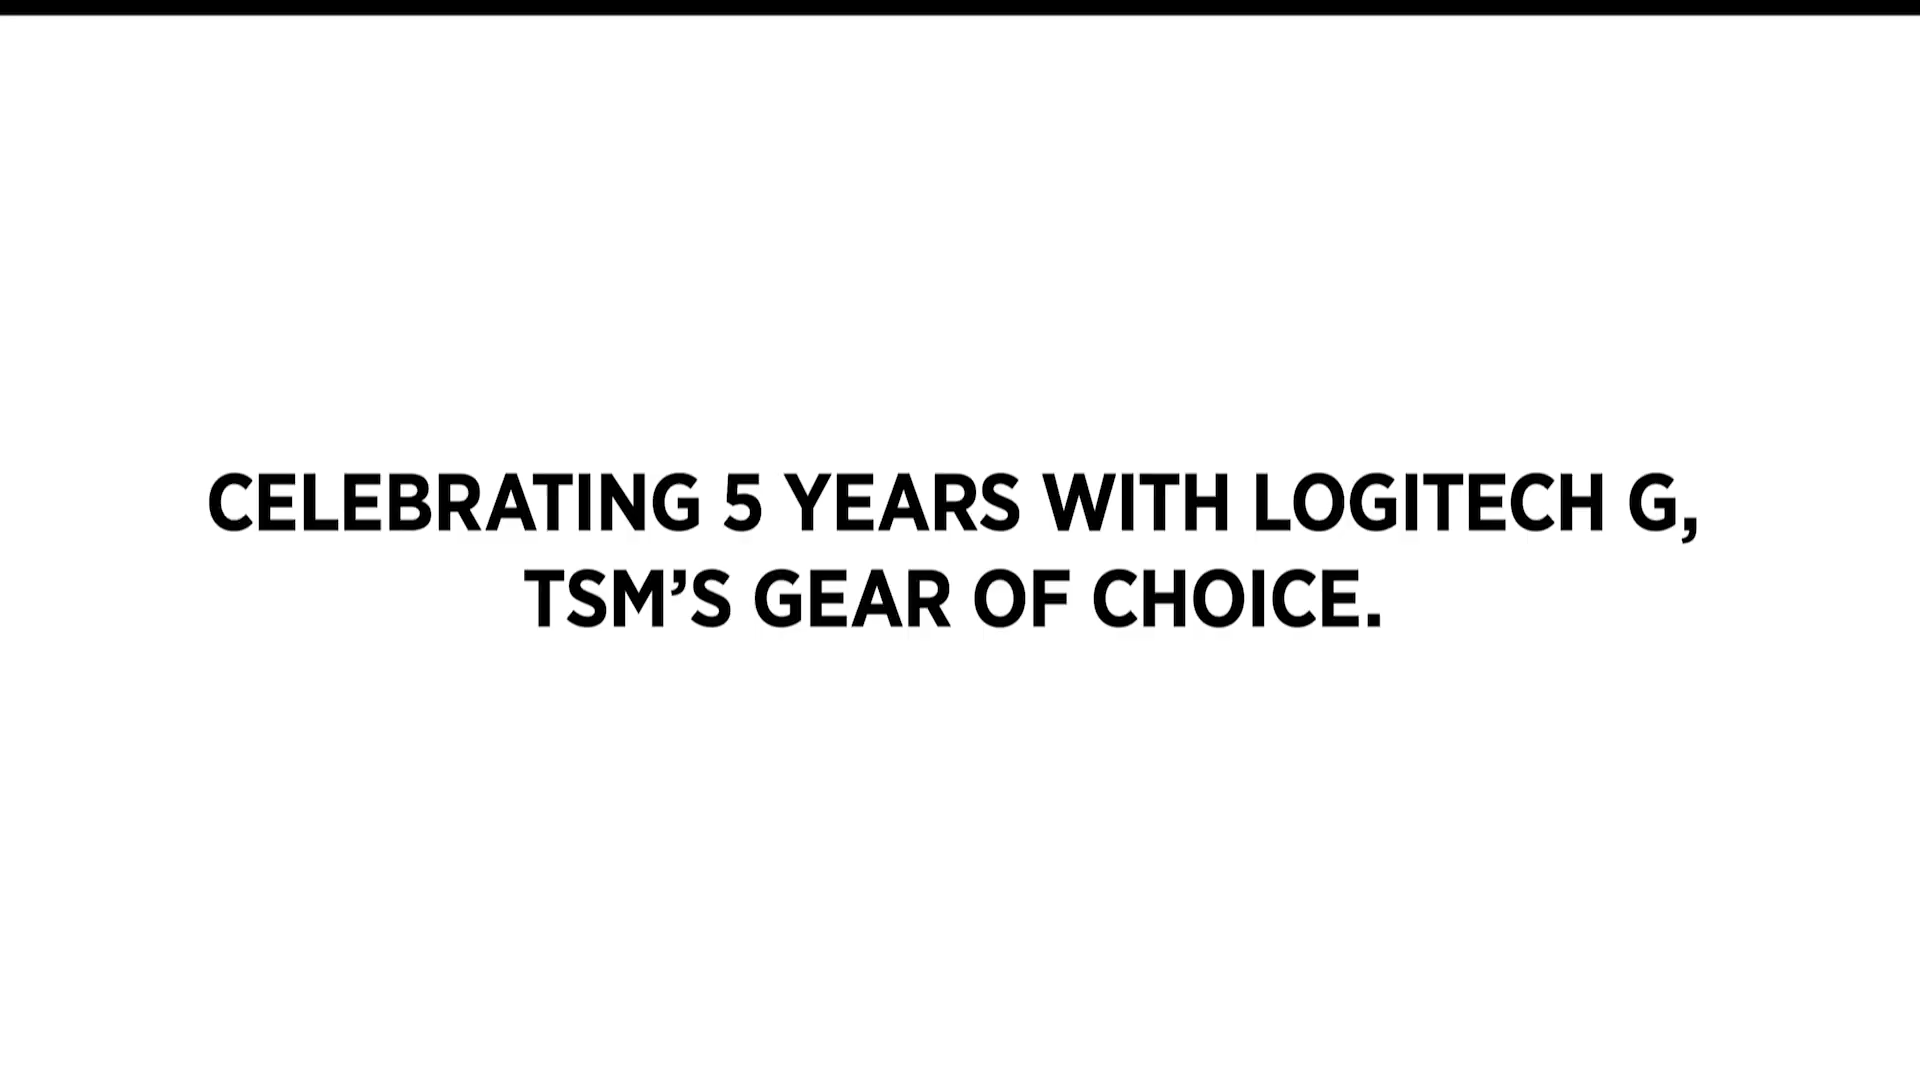 CELEBRATING 5 YEARS WITH LOGITECH G,
TSM’S GEAR OF CHOICE.